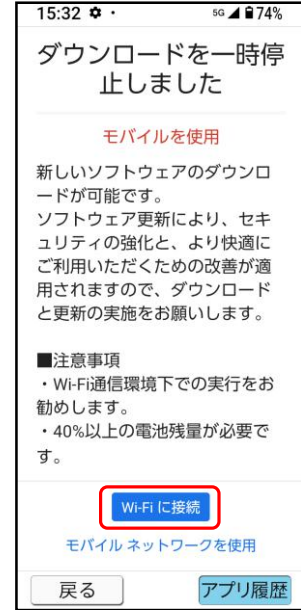 15:32
5G 74%
ダウンロードを一時停
止しました
モバイルを使用
新しいソフトウェアのダウンロ
ードが可能です。
ソフトウェア更新により、セキ
ュリティの強化と、より快適に
ご利用いただくための改善が適
用されますので、ダウンロード
と更新の実施をお願いします。
■注意事項
・Wi-Fi通信環境下での実行をお
勧めします。
・40%以上の電池残量が必要で
す。
Wi-Fi に接続
モバイル ネットワークを使用
戻る
アプリ履歴